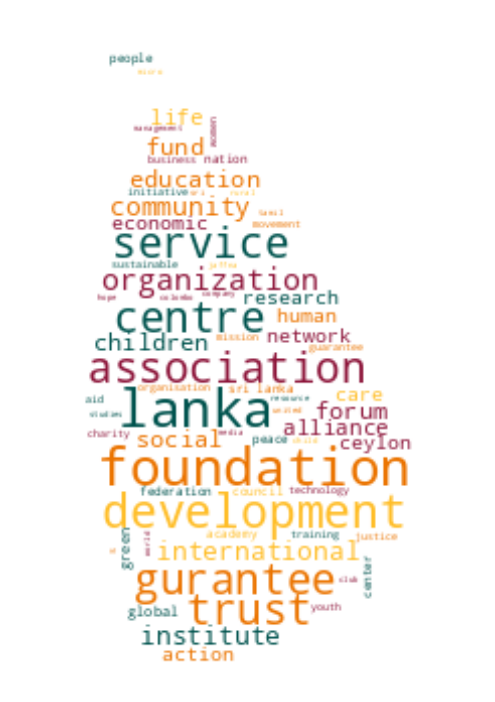 people
micro
life
management
women
fund
business nation
education
initiative sri rural
community tamil
economic movement
service
sustainable jaffna
organization
hope colombo company research
centre human
children mission network
guarantee
association
organisation sri lanka
aid resource care
lanka
studies united forum
charity media alliance
social peace child ceylon
foundation
federation council technology
development
green world academy training justice
international
center
gurantee club
global trust youth
institute
action